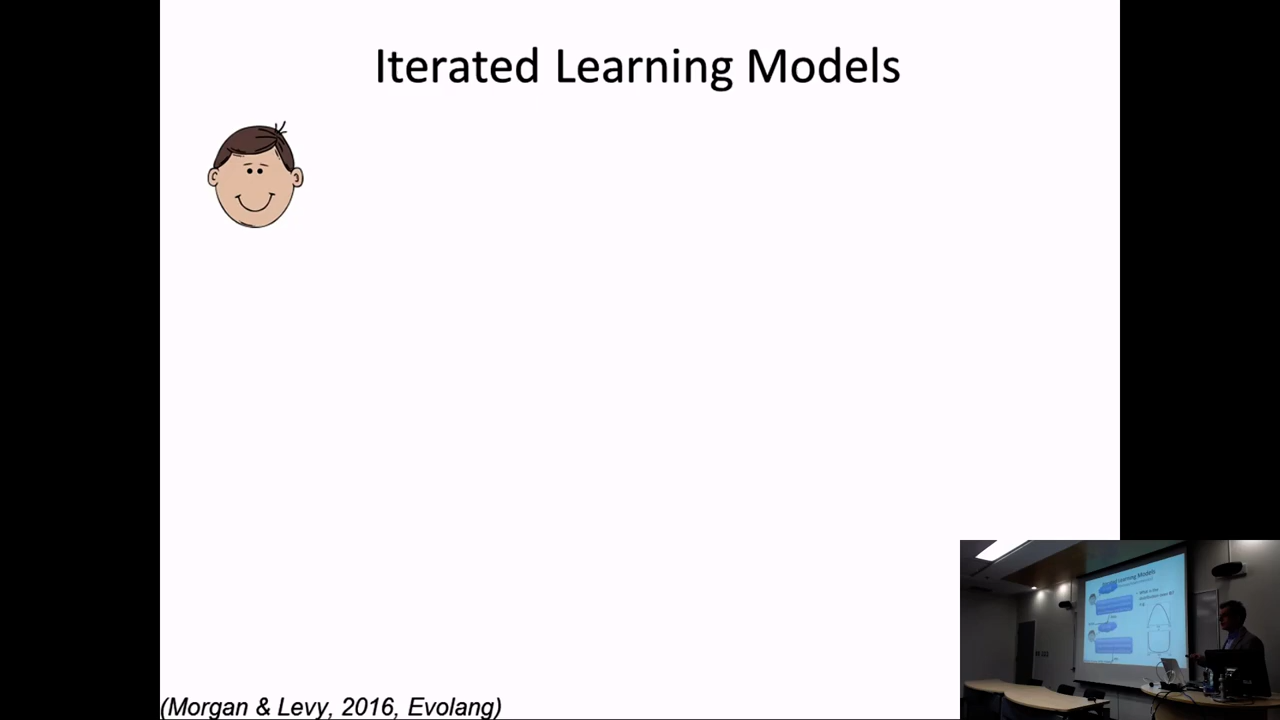 Iterated Learning Models
(Morgan & Levy, 2016, Evolang)